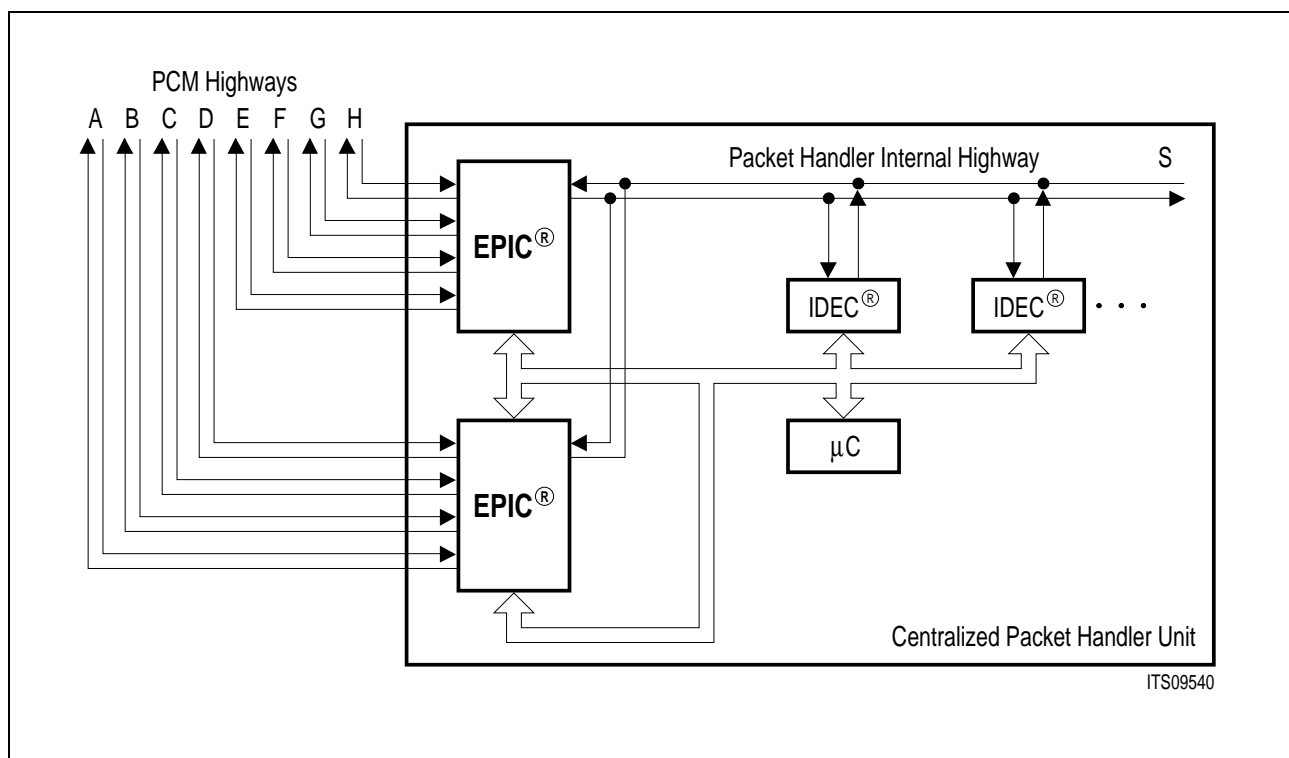 PCM Highways
A B C D E F G H
Packet Handler Internal Highway S
EPIC®
IDEC® IDEC® . . .
µC
EPIC®
Centralized Packet Handler Unit
ITS09540